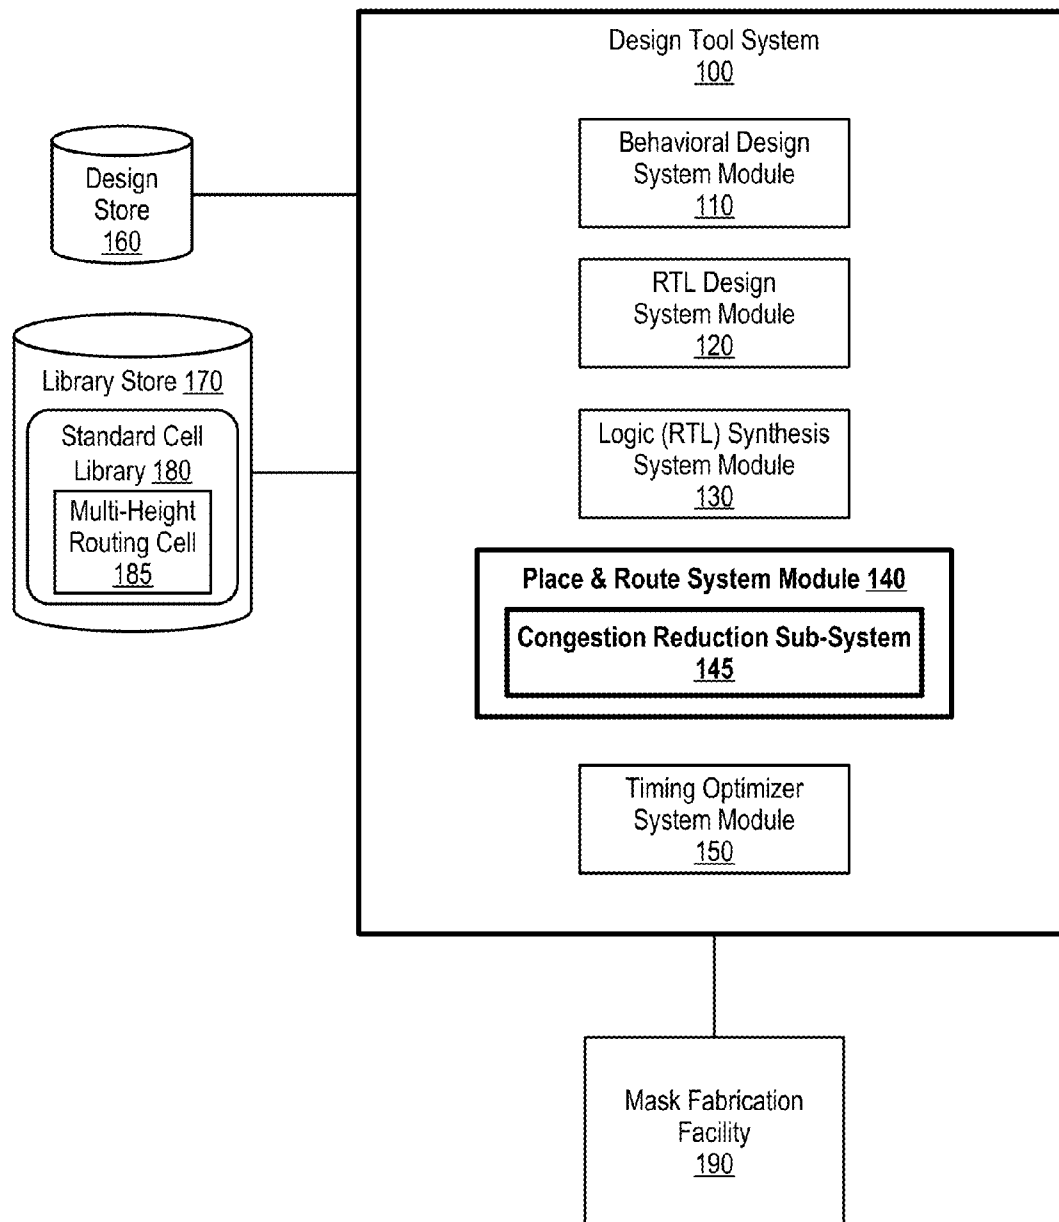 Design Tool System
100
Behavioral Design
System Module
110
Design
Store
160
RTL Design
System Module
120
Library Store 170
Standard Cell
Library 180
Multi-Height
Routing Cell
185
Logic (RTL) Synthesis
System Module
130
Place & Route System Module 140
Congestion Reduction Sub-System
145
Timing Optimizer
System Module
150
Mask Fabrication
Facility
190